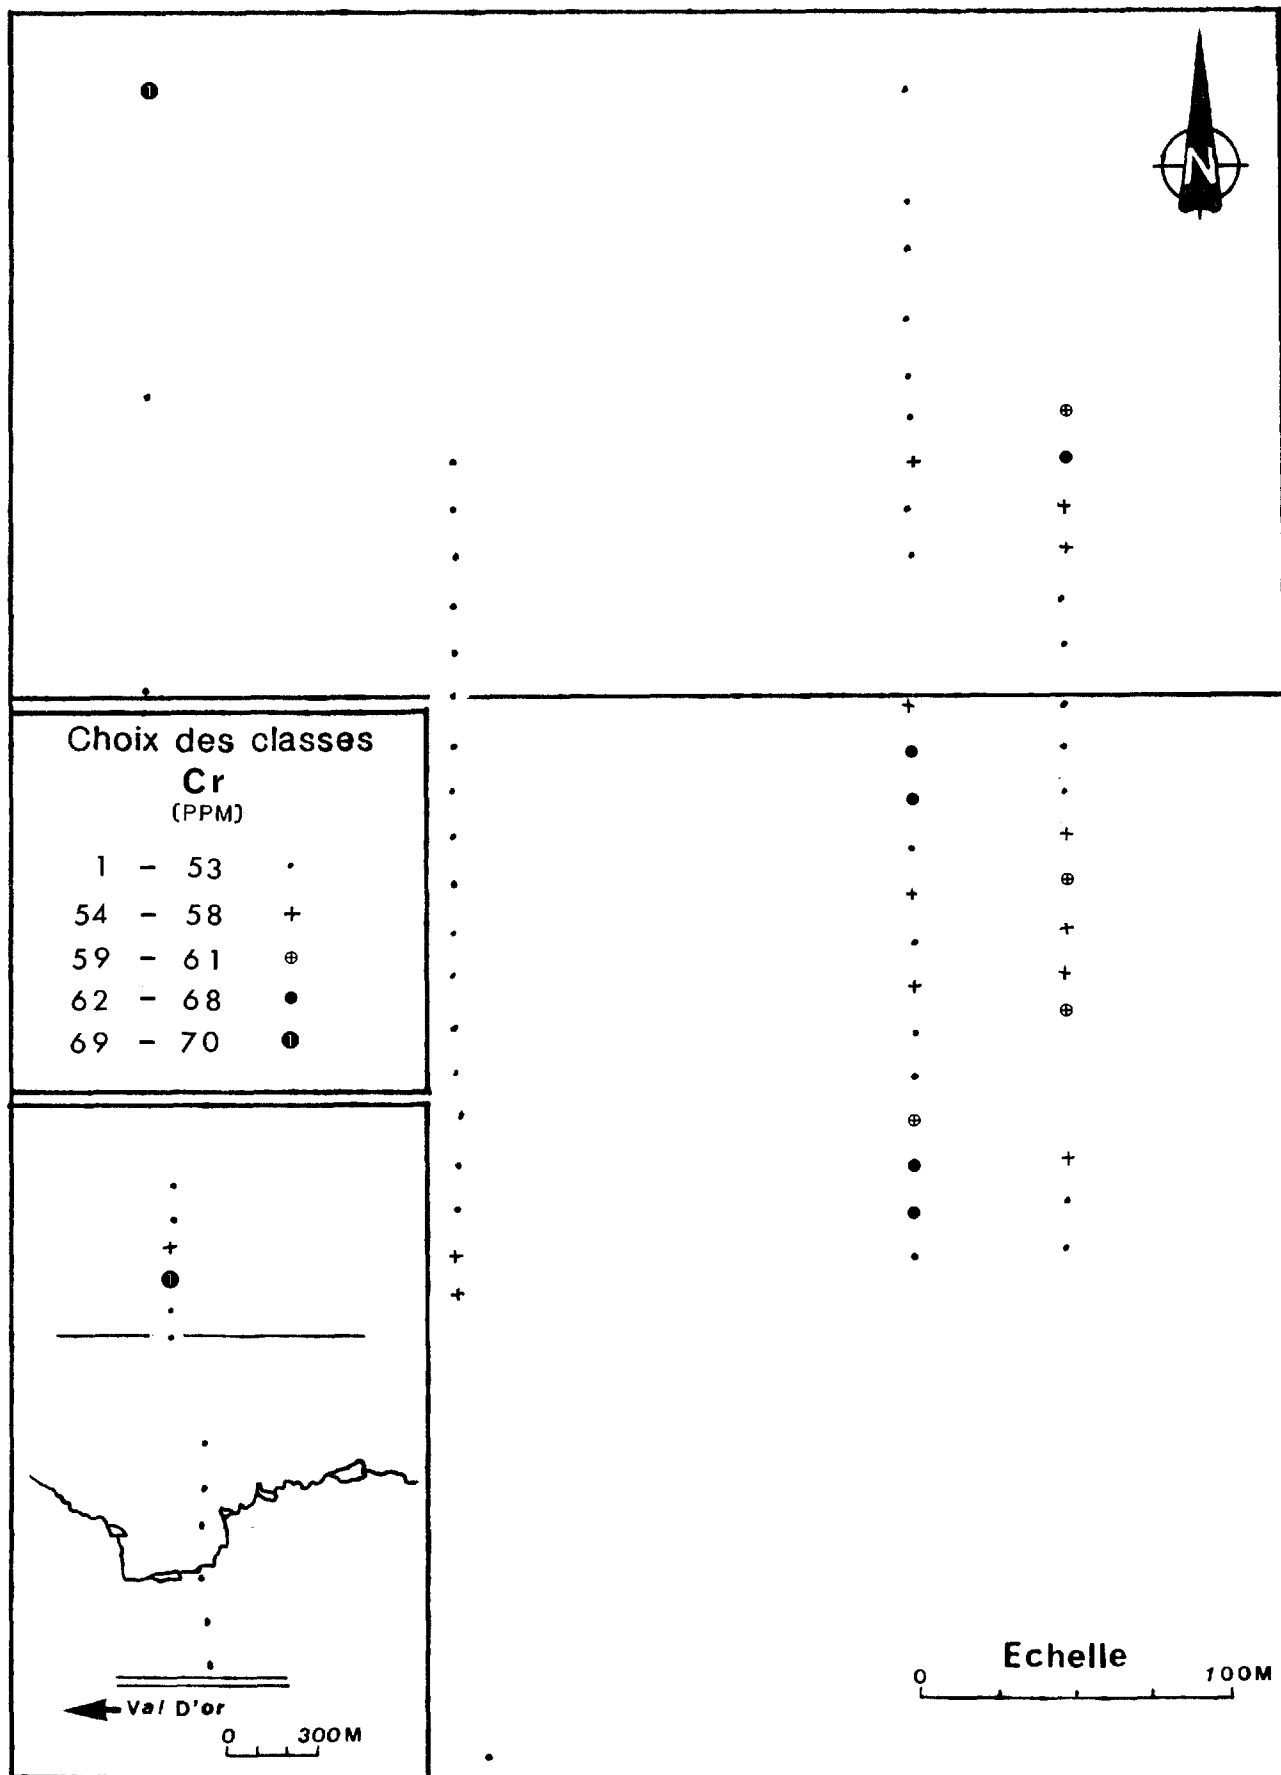 N
Choix des classes
Cr
(PPM)
1 - 53
54 - 58
59 - 61
62 - 68
69 - 70
Val D'or
0 300M
Echelle
0 100M